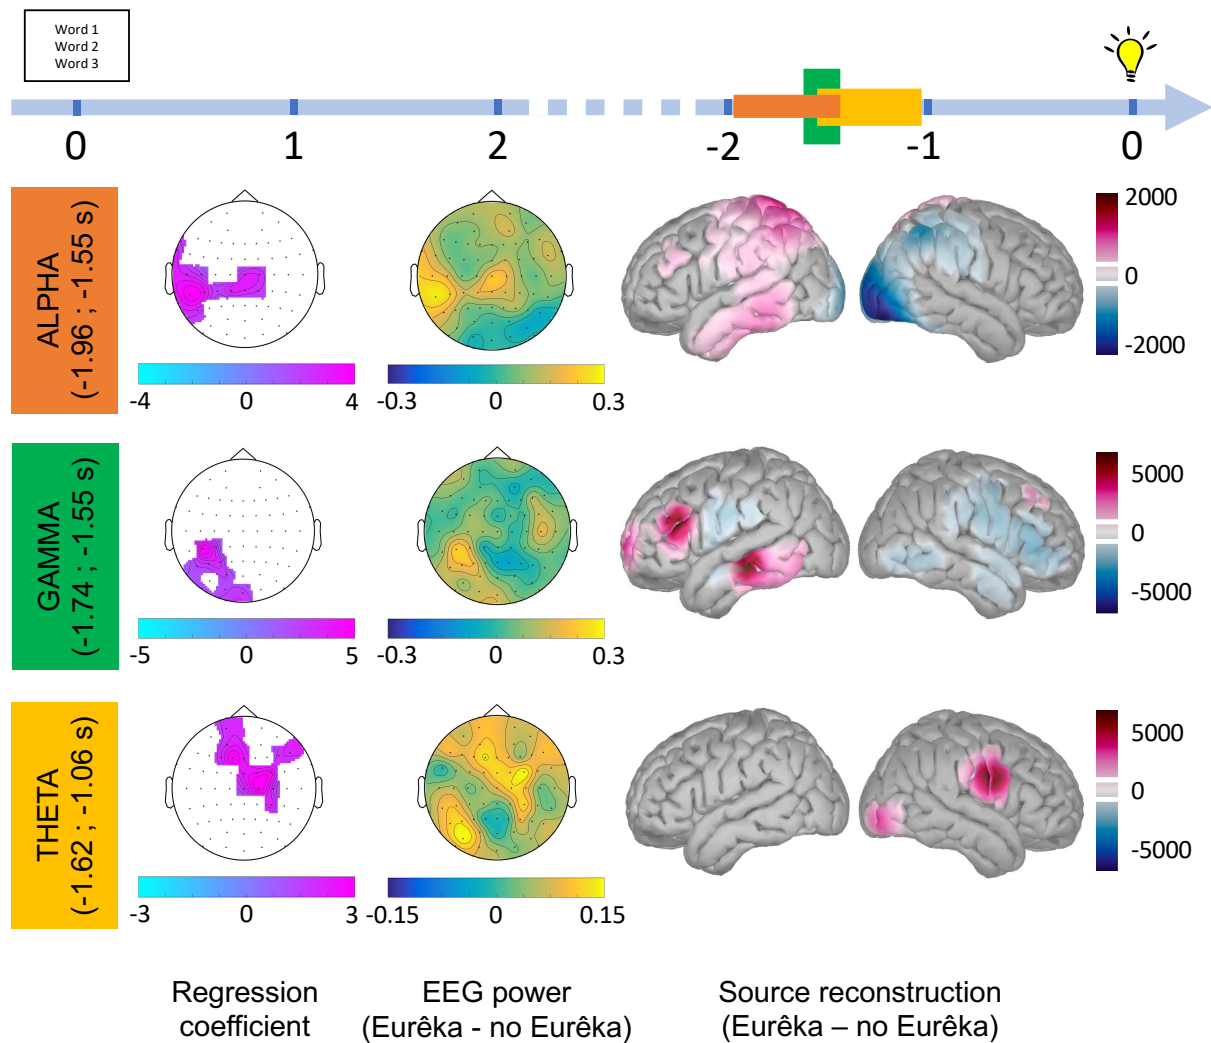 Word 1
Word 2
Word 3
0
1
2
-2
-1
0
ALPHA
(-1.96 ; -1.55 s)
-4
0
4
-0.3
0
0.3
2000
0
-2000
GAMMA
(-1.74 ; -1.55 s)
-5
0
5
-0.3
0
0.3
5000
0
-5000
THETA
(-1.62 ; -1.06 s)
-3
0
3
-0.15
0
0.15
5000
0
-5000
Regression
coefficient
EEG power
(Eurêka - no Eurêka)
Source reconstruction
(Eurêka – no Eurêka)